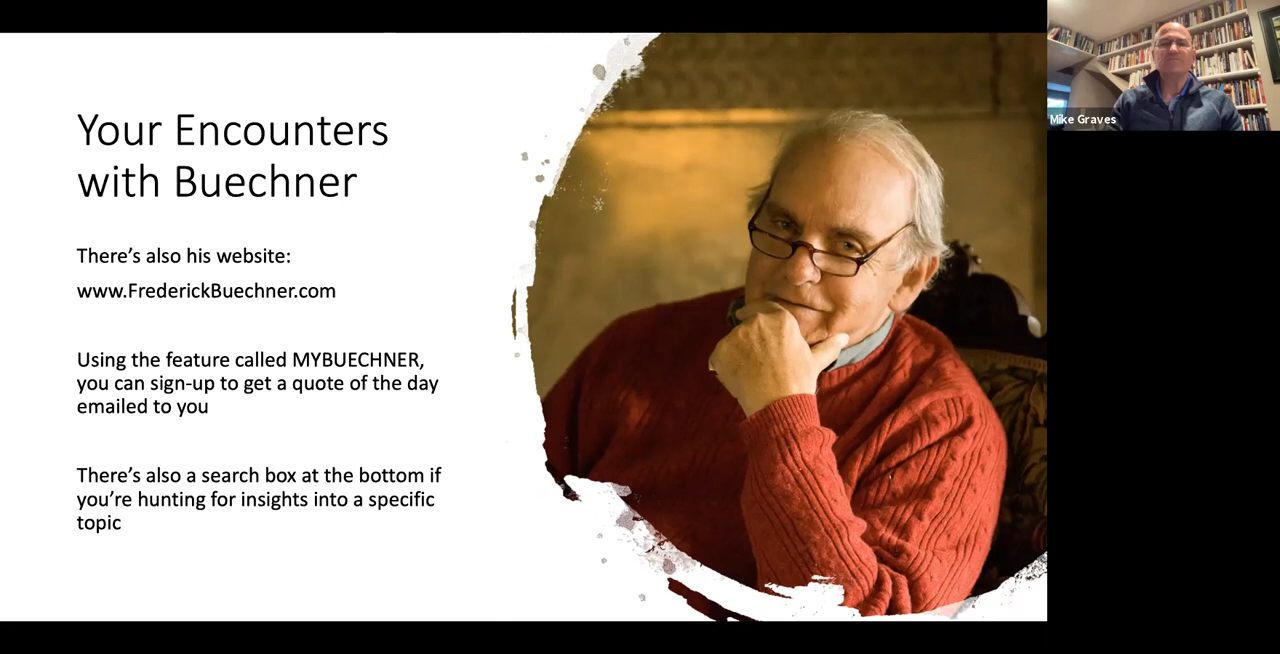 Your Encounters
with Buechner
There’s also his website:
www.FrederickBuechner.com
Using the feature called MYBUECHNER,
you can sign-up to get a quote of the day
emailed to you
There’s also a search box at the bottom if
you’re hunting for insights into a specific
topic
Mike Graves